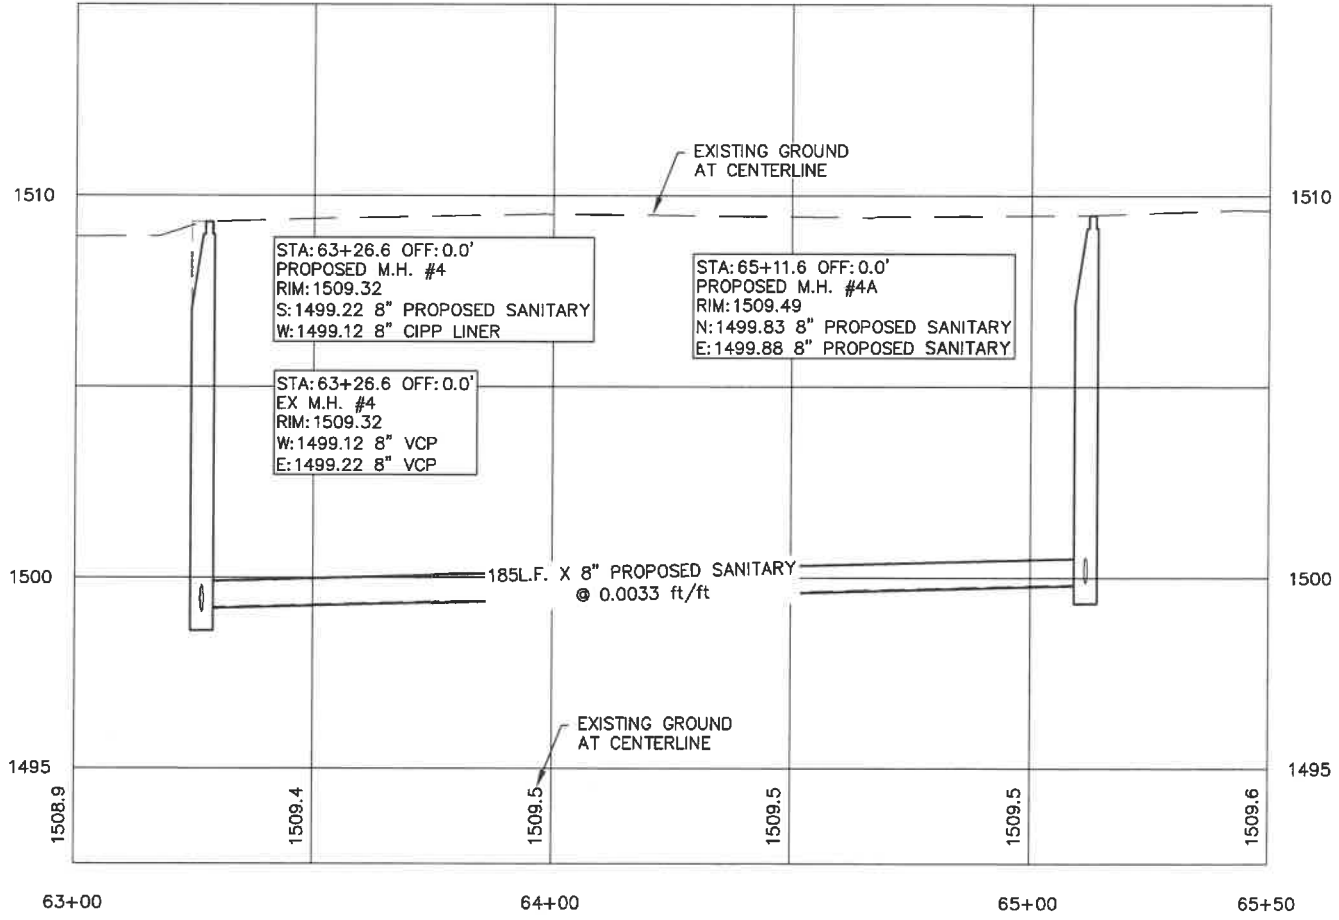 EXISTING GROUND
AT CENTERLINE
1510
1510
STA: 63+26.6 OFF: 0.0'
PROPOSED M.H. #4
RIM: 1509.32
S: 1499.22 8" PROPOSED SANITARY
W: 1499.12 8" CIPP LINER
STA: 65+11.6 OFF: 0.0'
PROPOSED M.H. #4A
RIM: 1509.49
N: 1499.83 8" PROPOSED SANITARY
E: 1499.88 8" PROPOSED SANITARY
STA: 63+26.6 OFF: 0.0'
EX M.H. #4
RIM: 1509.32
W: 1499.12 8" VCP
E: 1499.22 8" VCP
1500
185L.F. X 8" PROPOSED SANITARY
@ 0.0033 ft/ft
1500
EXISTING GROUND
AT CENTERLINE
1495
1495
1508.9
1509.4
1509.5
1509.5
1509.5
1509.6
63+00
64+00
65+00
65+50